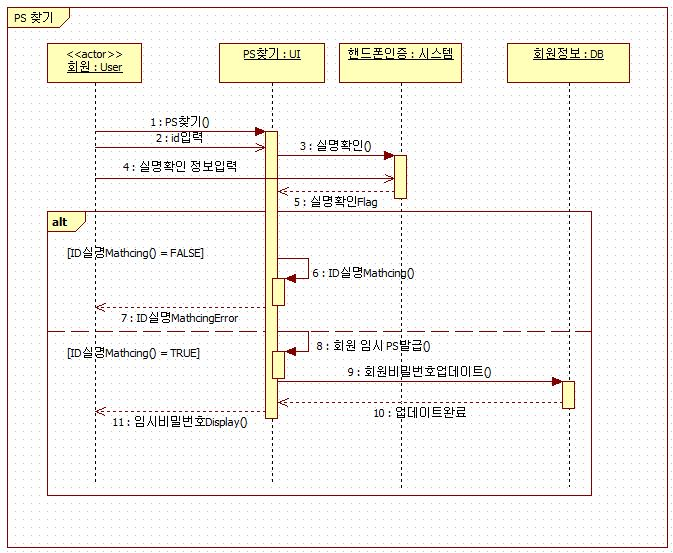 PS 찾기
<<actor>>
회원 : User
PS찾기 : UI
핸드폰인증 : 시스템
회원정보 : DB
1 : PS찾기()
2 : id입력
3 : 실명확인()
4 : 실명확인 정보입력
5 : 실명확인Flag
alt
[ID실명Mathcing() = FALSE]
6 : ID실명Mathcing()
7 : ID실명MathcingError
8 : 회원 임시 PS발급()
[ID실명Mathcing() = TRUE]
9 : 회원비밀번호업데이트()
10 : 업데이트완료
11 : 임시비밀번호Display()